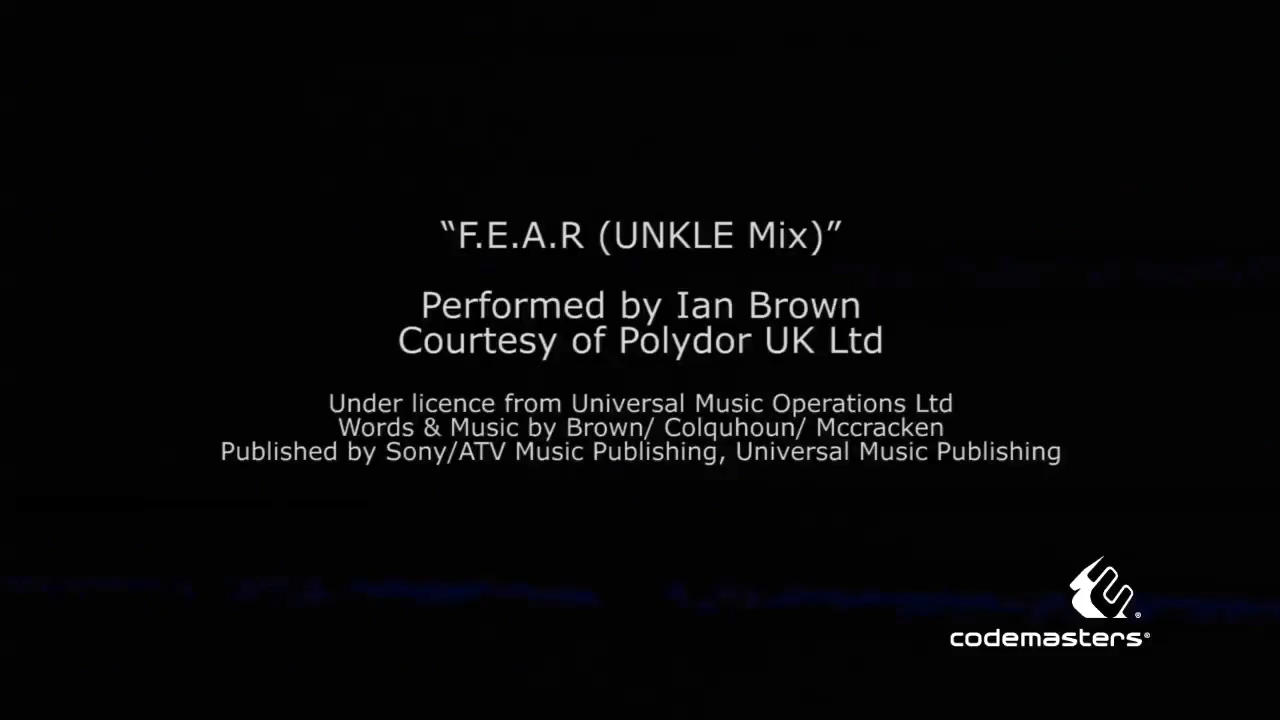 “F.E.A.R (UNKLE Mix)”
Performed by Ian Brown
Courtesy of Polydor UK Ltd
Under licence from Universal Music Operations Ltd
Words & Music by Brown/ Colquhoun/ Mccracken
Published by Sony/ATV Music Publishing, Universal Music Publishing
codemasters®